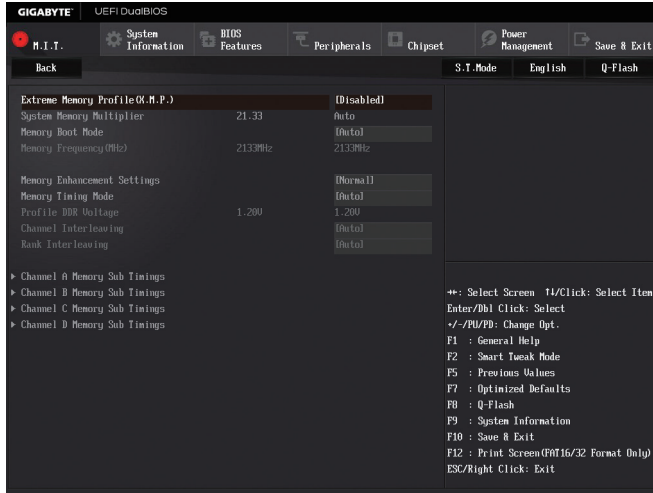 GIGABYTE™ UEFI DualBIOS
M.I.T. System Information BIOS Features Peripherals Chipset Power Management Save & Exit
Back S.T.Mode English Q-Flash
Extreme Memory Profile(X.M.P.) [Disabled]
System Memory Multiplier 21.33 Auto
Memory Boot Mode [Auto]
Memory Frequency(MHz) 2133MHz 2133MHz
Memory Enhancement Settings [Normal]
Memory Timing Mode [Auto]
Profile DDR Voltage 1.20V 1.20V
Channel Interleaving [Auto]
Rank Interleaving [Auto]
Channel A Memory Sub Timings
Channel B Memory Sub Timings
Channel C Memory Sub Timings
Channel D Memory Sub Timings
→←: Select Screen ↑↓/Click: Select Item
Enter/Dbl Click: Select
+/-/PU/PD: Change Opt.
F1 : General Help
F2 : Smart Tweak Mode
F5 : Previous Values
F7 : Optimized Defaults
F8 : Q-Flash
F9 : System Information
F10 : Save & Exit
F12 : Print Screen(FAT16/32 Format Only)
ESC/Right Click: Exit